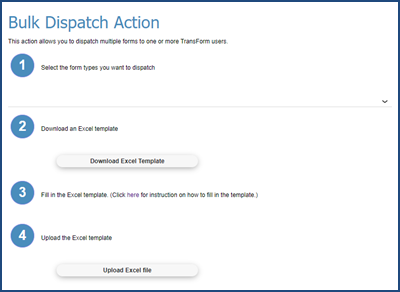 Bulk Dispatch Action
This action allows you to dispatch multiple forms to one or more TransForm users.
1 Select the form types you want to dispatch
2 Download an Excel template
Download Excel Template
3 Fill in the Excel template. (Click here for instruction on how to fill in the template.)
4 Upload the Excel template
Upload Excel file